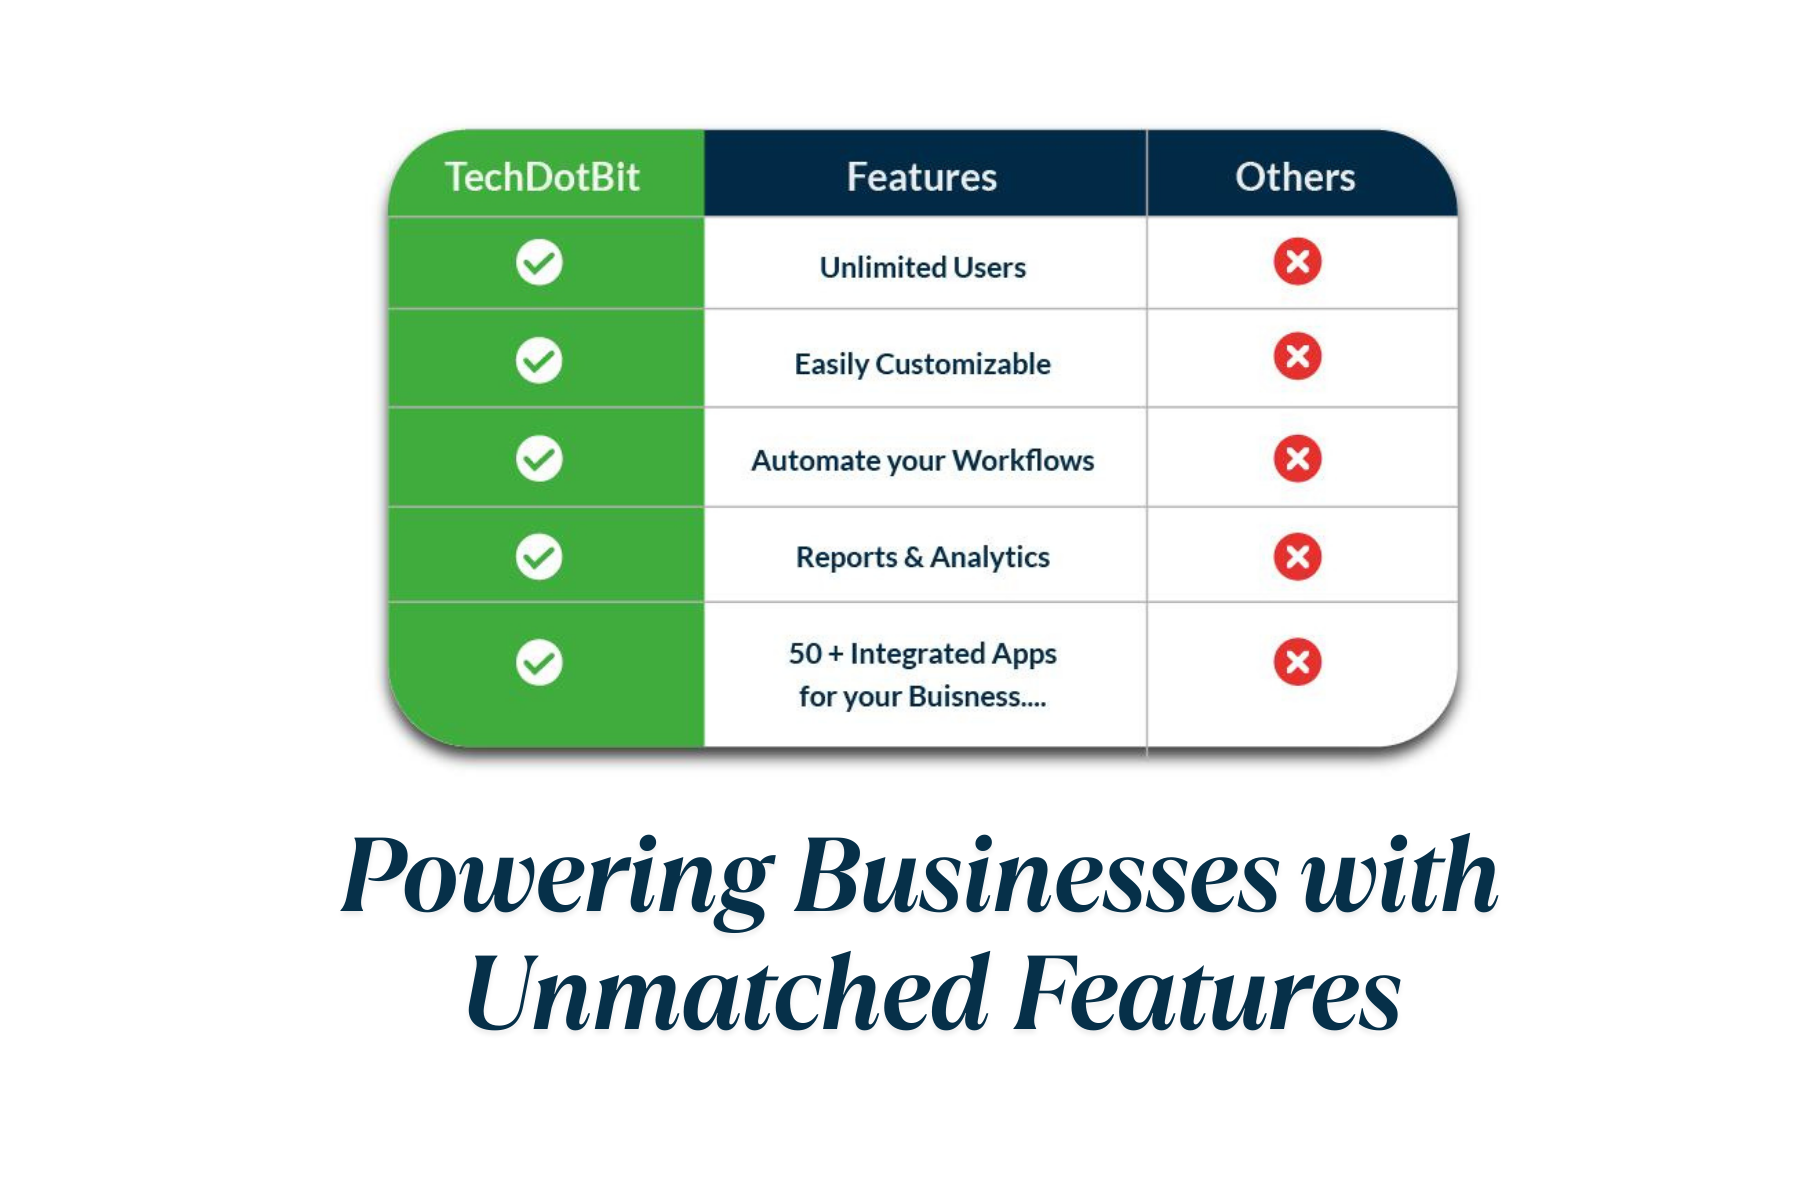 TechDotBit Features Others
Unlimited Users
Easily Customizable
Automate your Workflows
Reports & Analytics
50 + Integrated Apps
for your Buisness....
Powering Businesses with
Unmatched Features